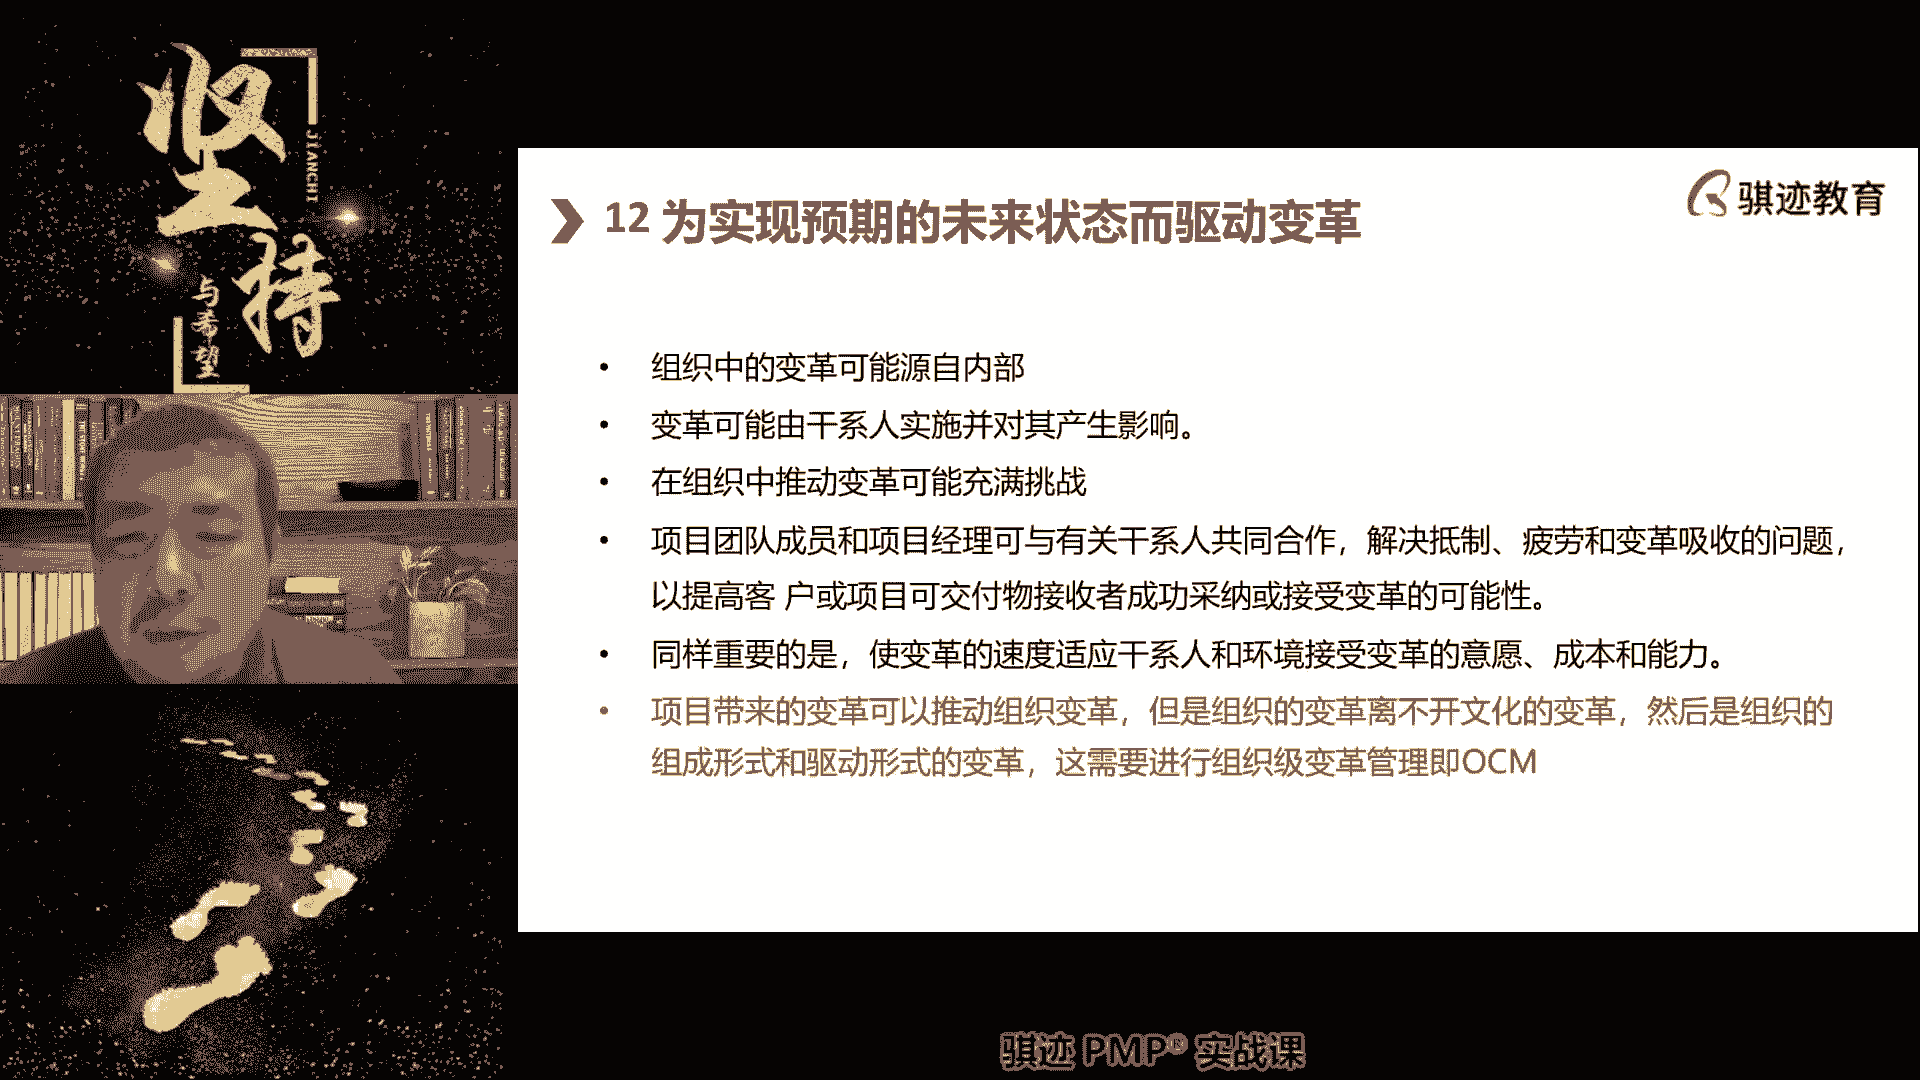 坚持
JIANCHI
与希望
骐迹教育
12 为实现预期的未来状态而驱动变革
• 组织中的变革可能源自内部
• 变革可能由干系人实施并对其产生影响。
• 在组织中推动变革可能充满挑战
• 项目团队成员和项目经理可与有关干系人共同合作，解决抵制、疲劳和变革吸收的问题，
以提高客 户或项目可交付物接收者成功采纳或接受变革的可能性。
• 同样重要的是，使变革的速度适应干系人和环境接受变革的意愿、成本和能力。
• 项目带来的变革可以推动组织变革，但是组织的变革离不开文化的变革，然后是组织的
组成形式和驱动形式的变革，这需要进行组织级变革管理即OCM
骐迹 PMP® 实战课